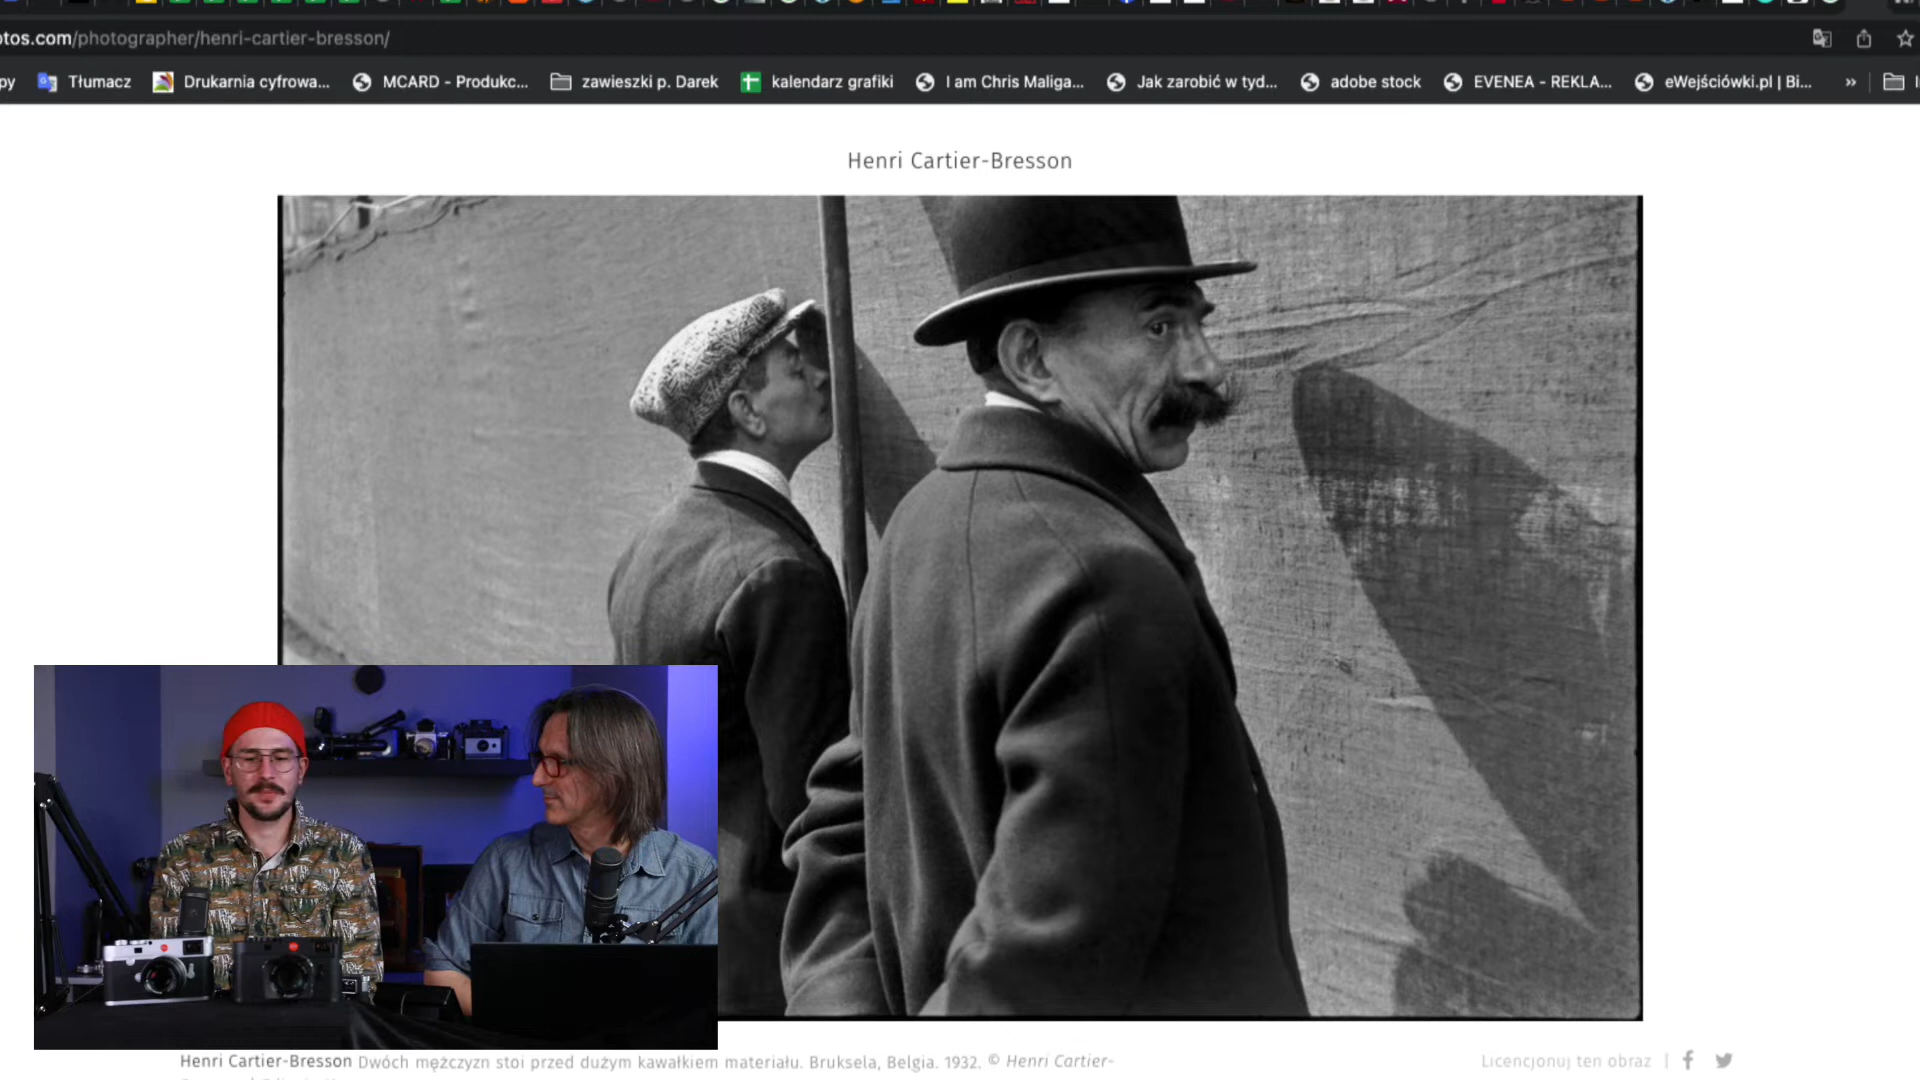 otos.com/photographer/henri-cartier-bresson/
py Tłumacz Drukarnia cyfrowa... MCARD - Produkc... zawieszki p. Darek kalendarz grafiki I am Chris Maliga... Jak zarobić w tyd... adobe stock EVENEA - REKLA... eWejściówki.pl | Bi... »
Henri Cartier-Bresson
Henri Cartier-Bresson Dwóch mężczyzn stoi przed dużym kawałkiem materiału. Bruksela, Belgia. 1932. © Henri Cartier-
Licencjonuj ten obraz |